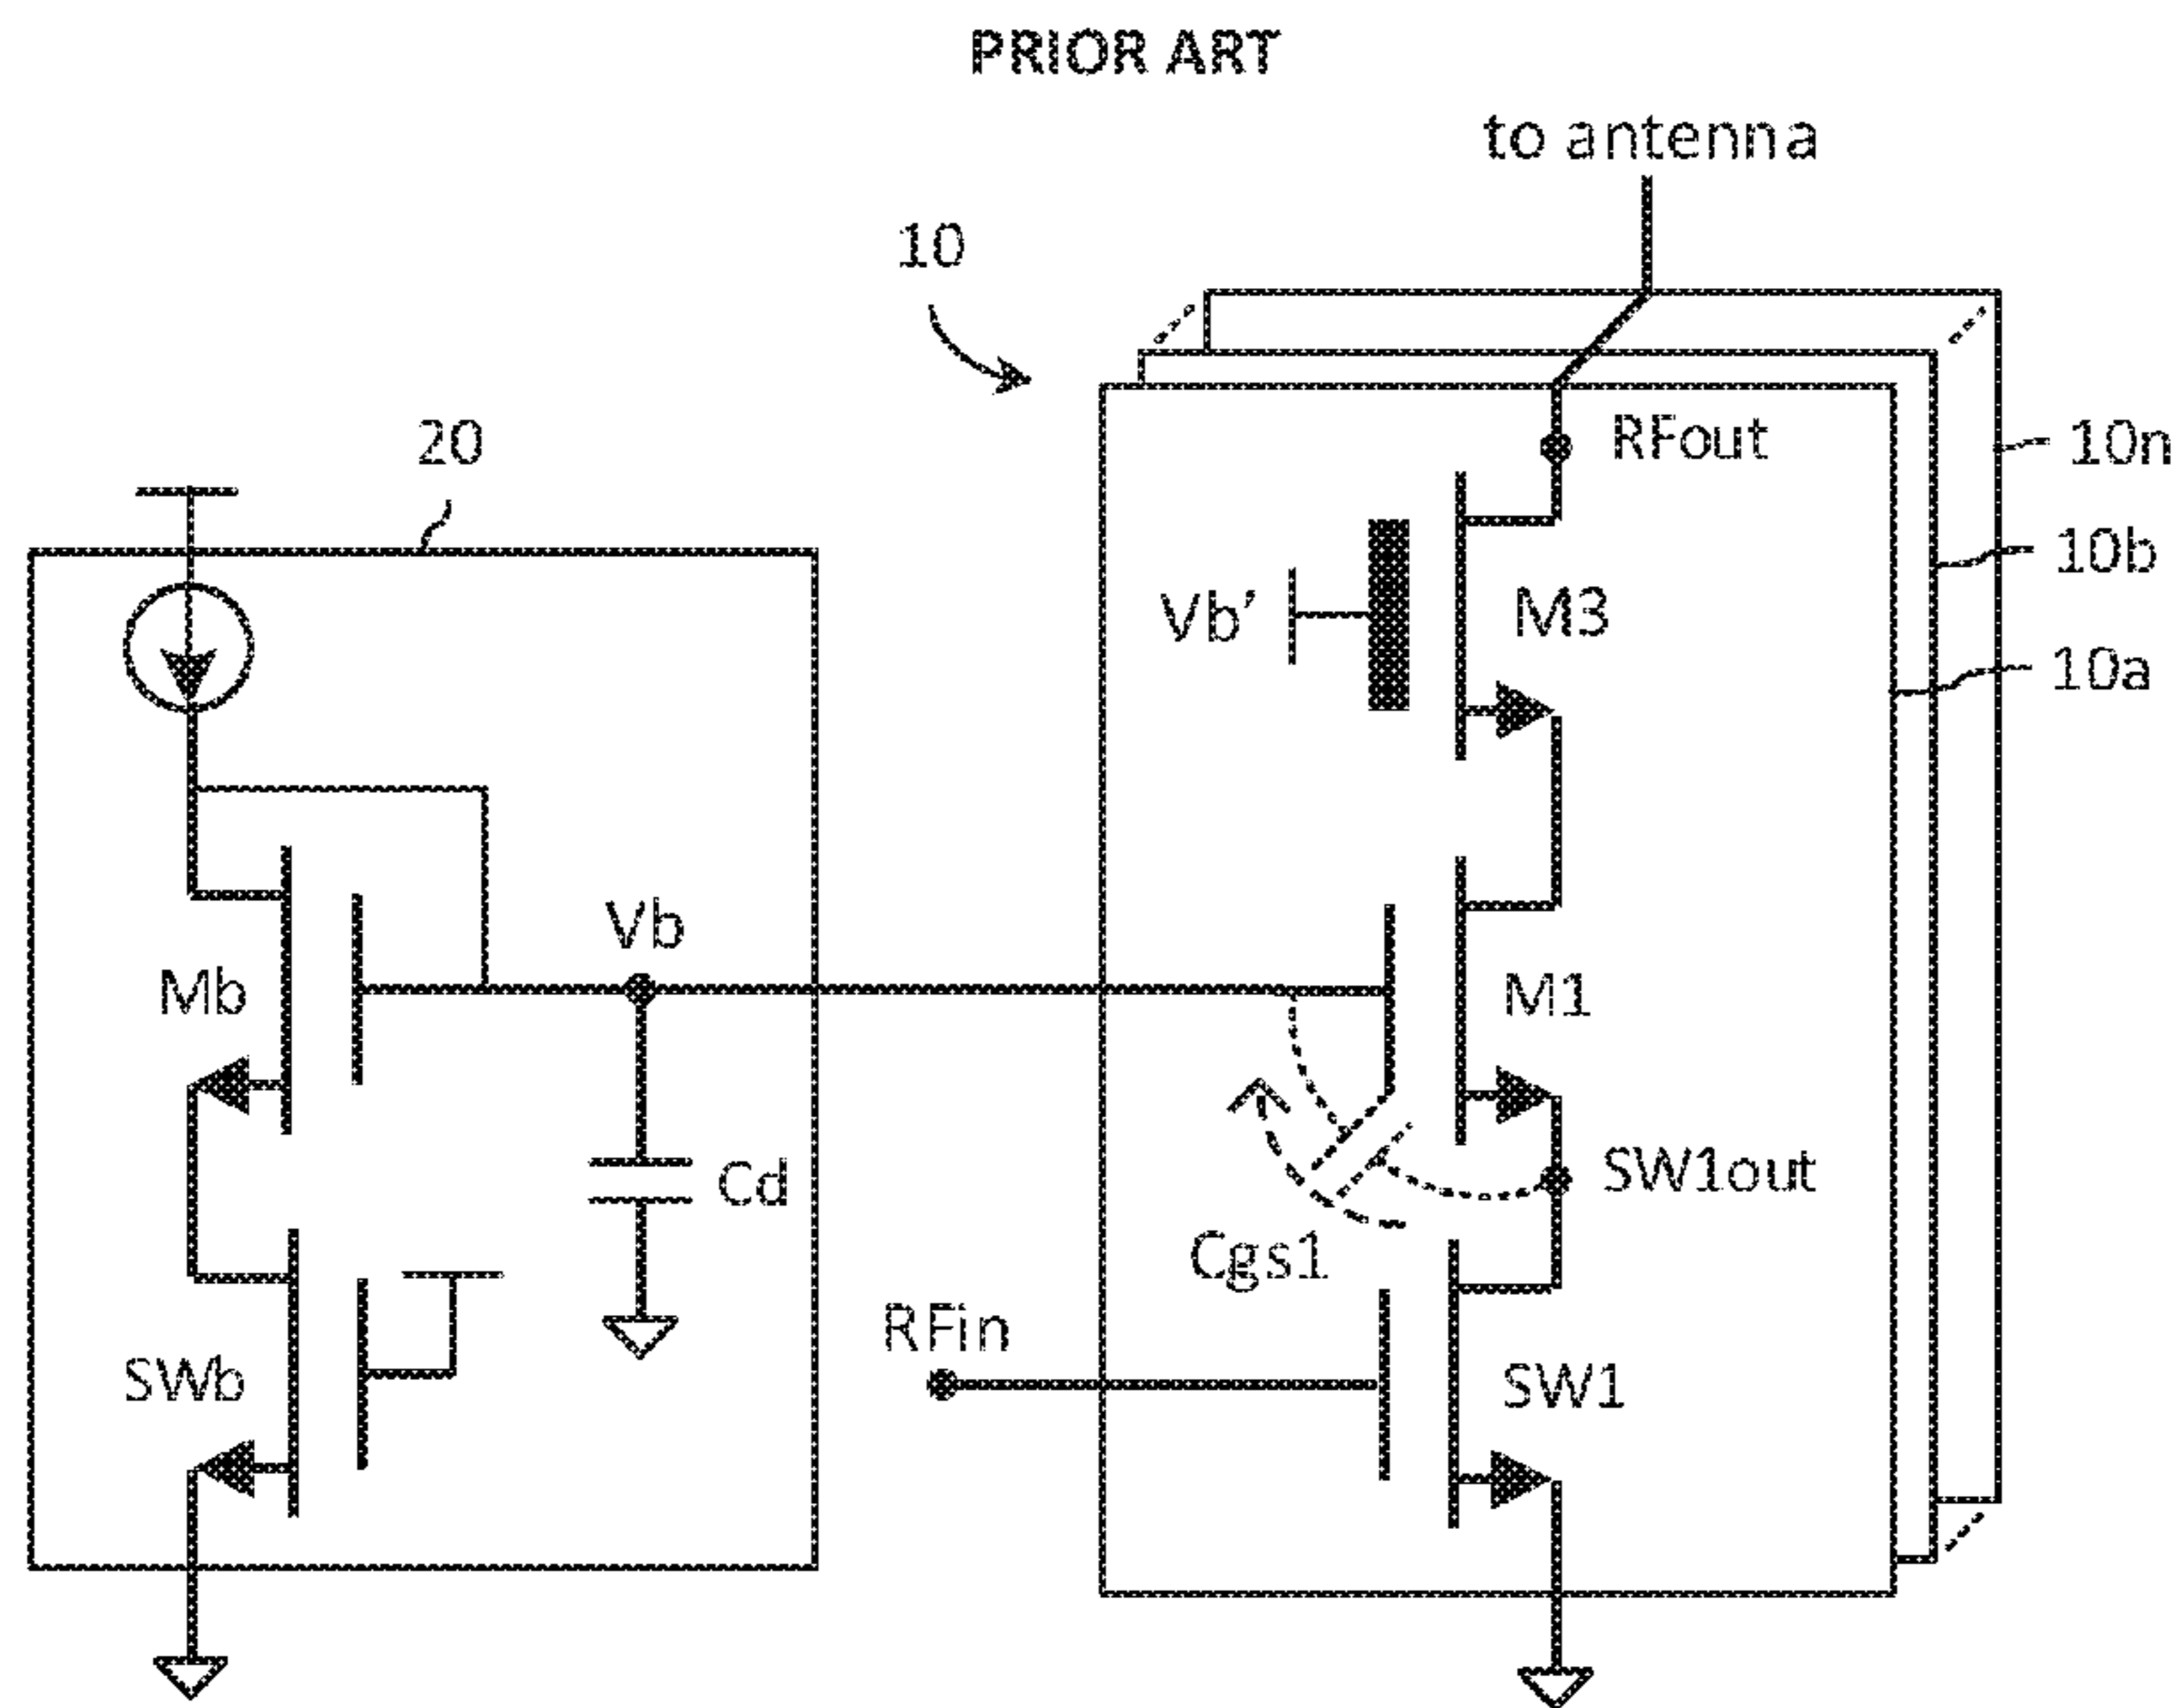 PRIOR ART
to antenna
10
RFout
20
10n
10b
Vb'
M3
10a
Vb
Mb
M1
Cd
SW1out
Cgs1
RFin
SWb
SW1